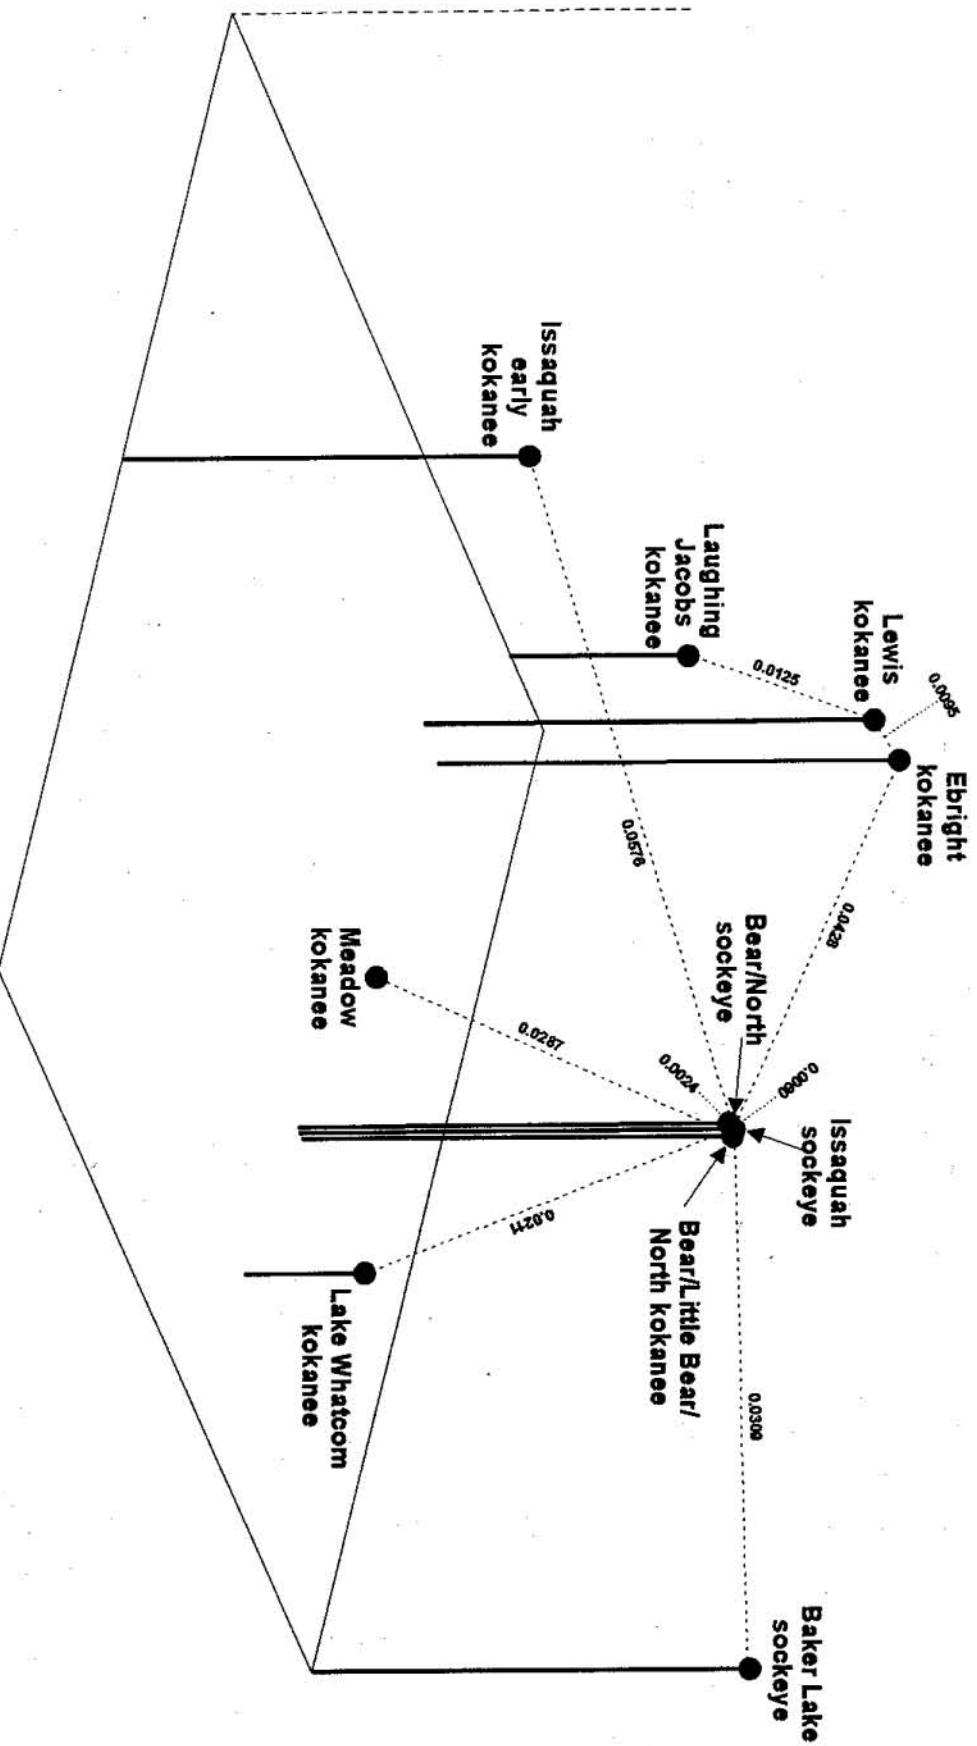 Issaquah
early
kokanee
Laughing
Jacobs
kokanee
0.0125
Lewis
kokanee
0.0095
Ebright
kokanee
0.0576
0.0428
Meadow
kokanee
0.0287
Bear/North
sockeye
0.0024
0.0060
Issaquah
sockeye
Bear/Little Bear/
North kokanee
0.0211
Lake Whatcom
kokanee
0.0309
Baker Lake
sockeye